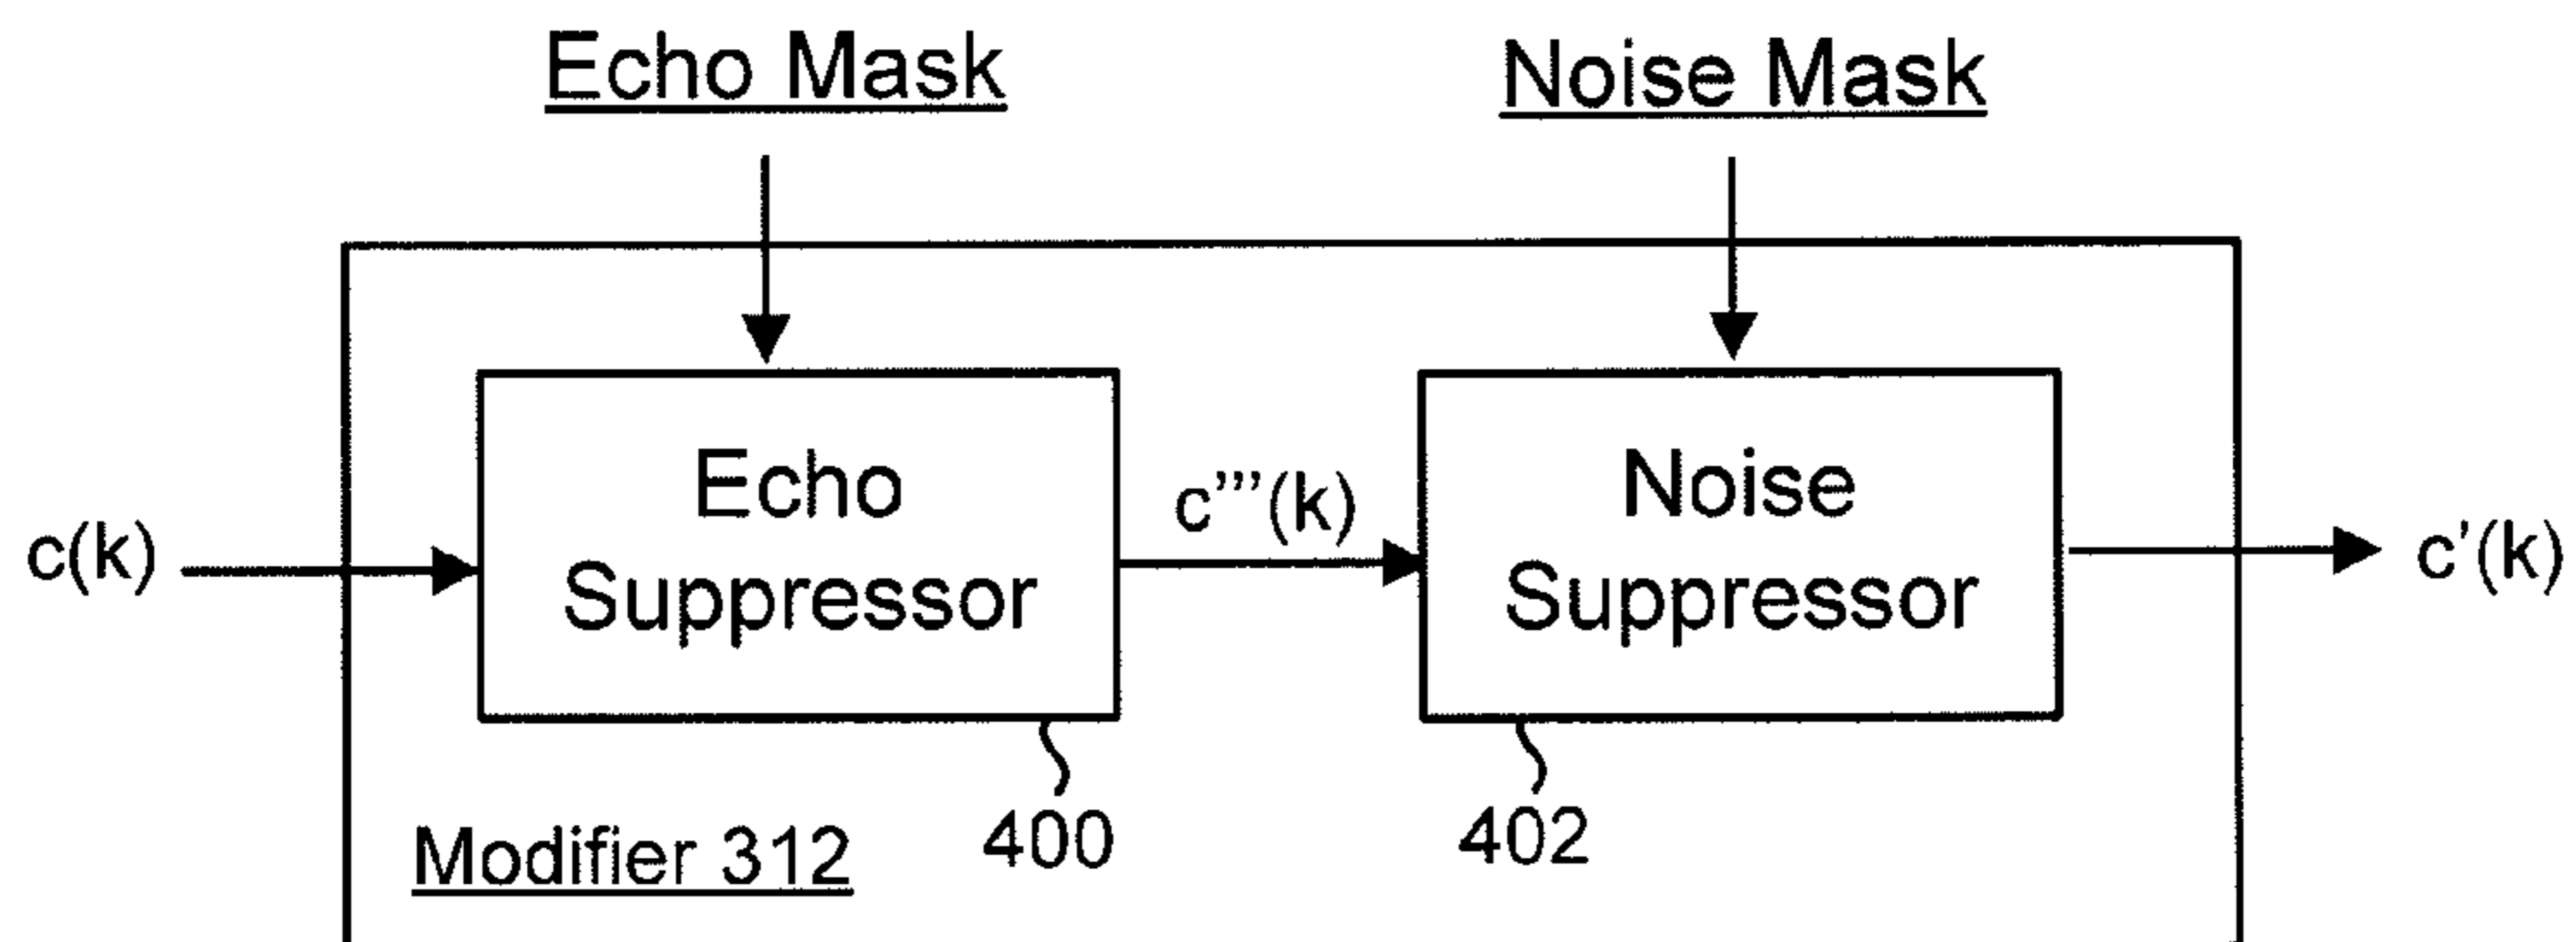 Echo Mask
Noise Mask
c(k)
Echo
Suppressor
c'''(k)
Noise
Suppressor
c'(k)
Modifier 312
400
402